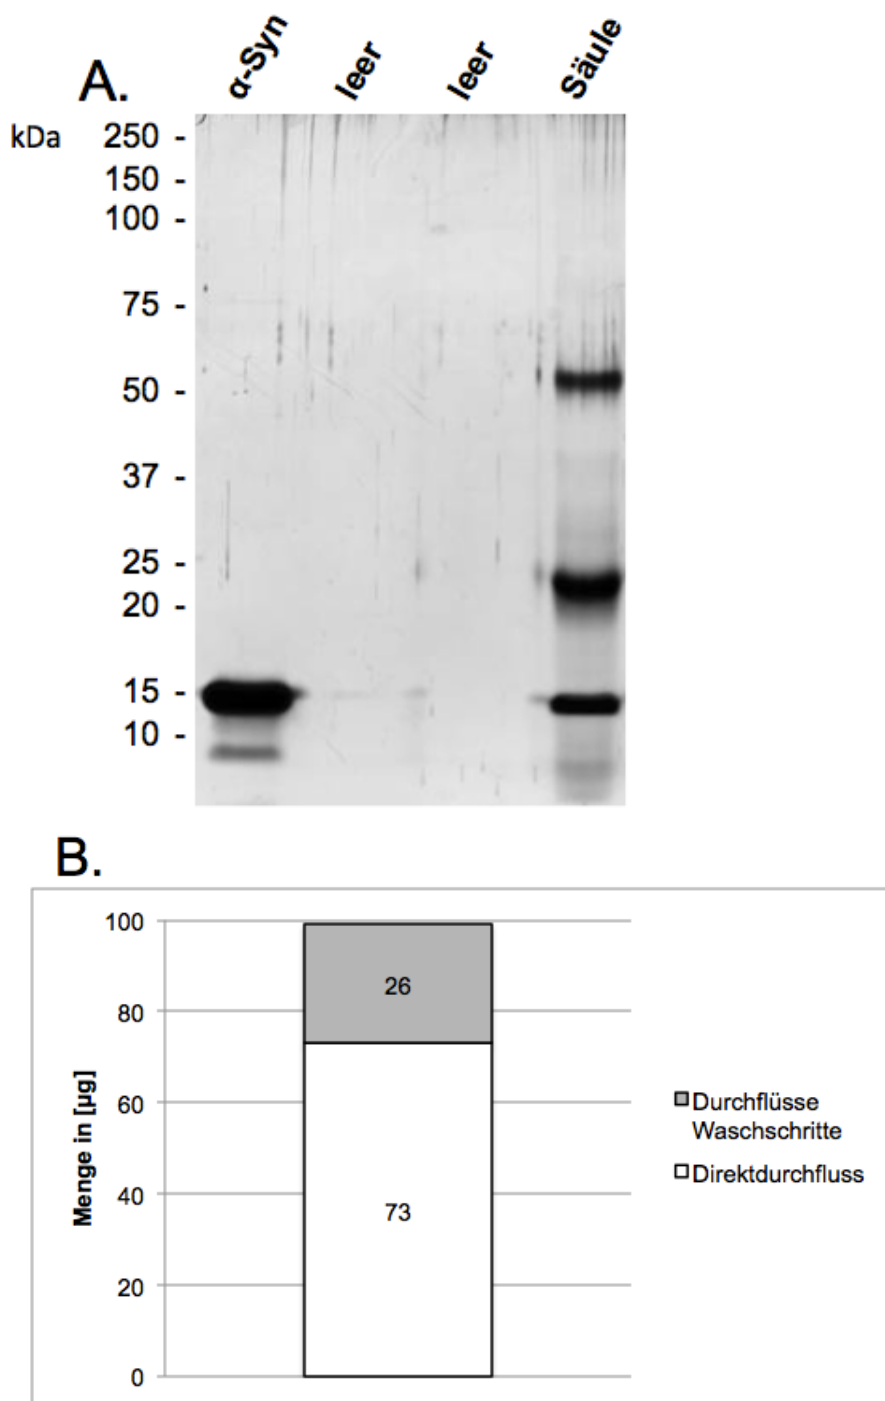 A.
α-Syn
leer
leer
Säule
kDa
250 -
150 -
100 -
75 -
50 -
37 -
25 -
20 -
15 -
10 -
B.
100
80
60
40
20
0
Menge in [µg]
26
73
Durchflüsse
Waschschritte
Direktdurchfluss